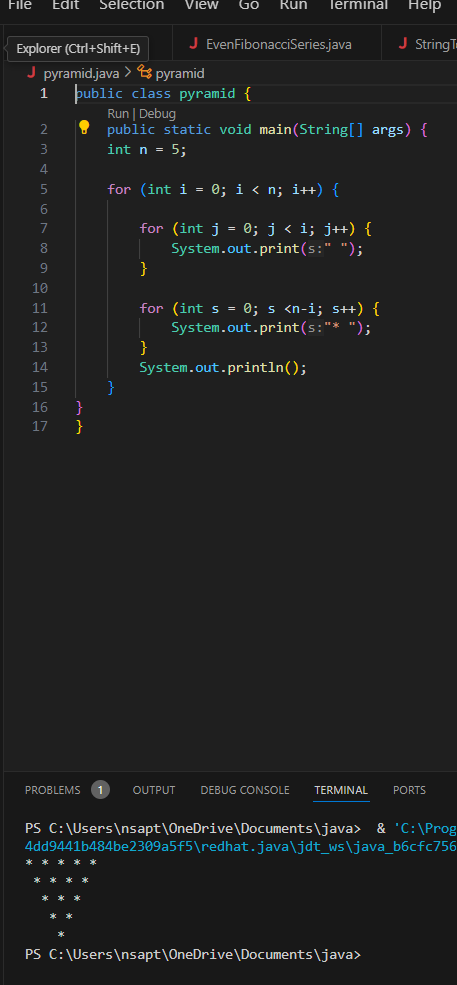 File Edit Selection View Go Run Terminal Help
Explorer (Ctrl+Shift+E) EvenFibonacciSeries.java
pyramid.java > pyramid
1 public class pyramid {
Run | Debug
2 public static void main(String[] args) {
3 int n = 5;
4
5 for (int i = 0; i < n; i++) {
6
7 for (int j = 0; j < i; j++) {
8 System.out.print(s:" ");
9 }
10
11 for (int s = 0; s <n-i; s++) {
12 System.out.print(s:"* ");
13 }
14 System.out.println();
15 }
16 }
17 }
PROBLEMS 1 OUTPUT DEBUG CONSOLE TERMINAL PORTS
PS C:\Users\nsapt\OneDrive\Documents\java> & 'C:\Prog
4dd9441b484be2309a5f5\redhat.java\jdt_ws\java_b6cfc756
* * * * *
* * * *
* * *
* *
*
PS C:\Users\nsapt\OneDrive\Documents\java>